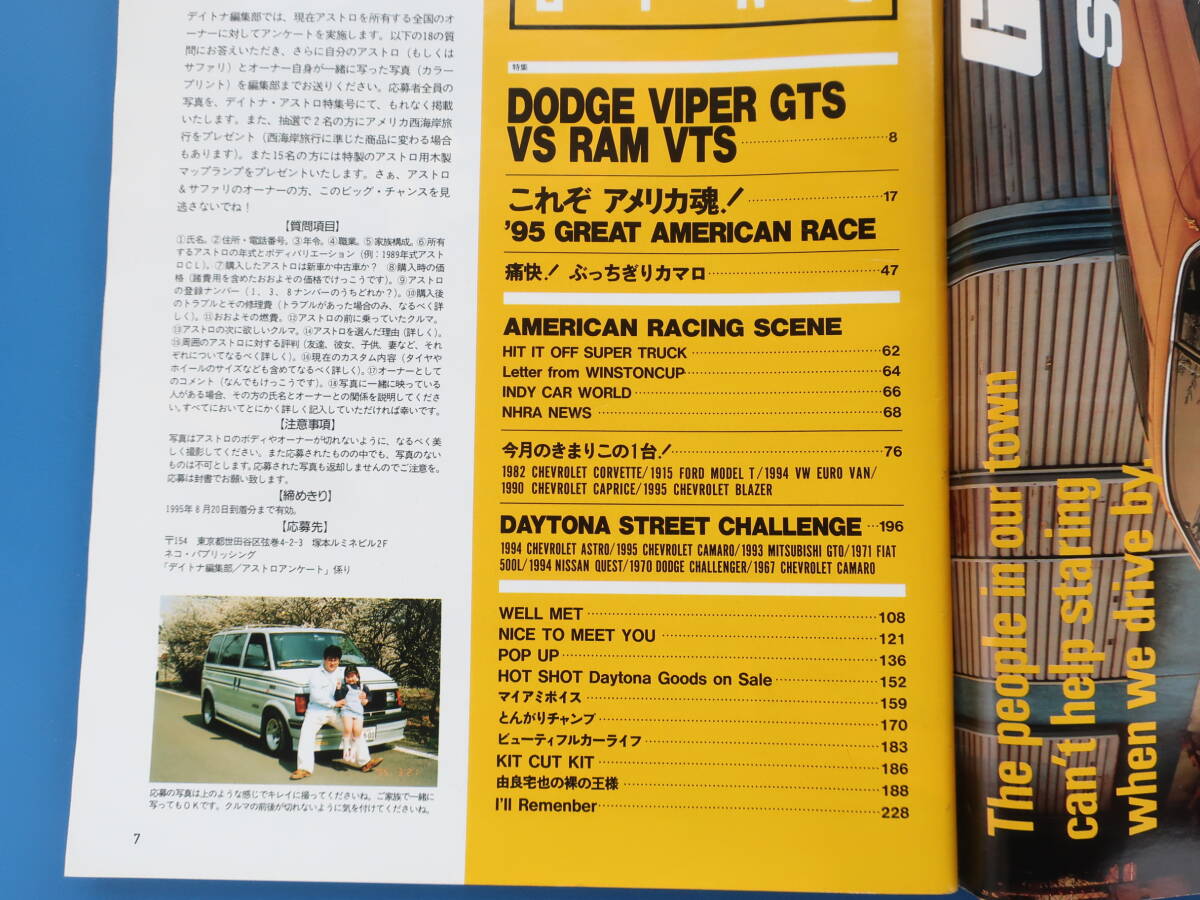 デイトナ編集部では、現在アストロを所有する全国のオ
ーナーに対してアンケートを実施します。以下の18の質
問にお答えいただき、さらに自分のアストロ（もしくは
サファリ）とオーナー自身が一緒に写った写真（カラー
プリント）を編集部までお送りください。応募者全員の
写真を、デイトナ・アストロ特集号にて、もれなく掲載
いたします。また、抽選で2名の方にアメリカ西海岸旅
行をプレゼント（西海岸旅行に準じた商品に変わる場合
もあります）。また15名の方には特製のアストロ用木製
マップランプをプレゼントいたします。さぁ、アストロ
＆サファリのオーナーの方、このビッグ・チャンスを見
逃さないでね！
【質問項目】
①氏名。②住所・電話番号。③年令。④職業。⑤家族構成。⑥所有
するアストロの年式とボディバリエーション（例：1989年式アスト
ロCL）。⑦購入したアストロは新車か中古車か？ ⑧購入時の価
格（諸費用を含めたおおよその価格でけっこうです）。⑨アストロ
の登録ナンバー（1、3、8ナンバーのうちどれか？）。⑩購入後
のトラブルとその修理費（トラブルがあった場合のみ、なるべく詳
しく）。⑪おおよその燃費。⑫アストロの前に乗っていたクルマ。
⑬アストロの次に欲しいクルマ。⑭アストロを選んだ理由（詳しく）。
⑮周囲のアストロに対する評判（友達、彼女、子供、妻など、それ
ぞれについてなるべく詳しく）。⑯現在のカスタム内容（タイヤや
ホイールのサイズなども含めてなるべく詳しく）。⑰オーナーとして
のコメント（なんでもけっこうです）。⑱写真に一緒に映っている
人がある場合、その方の氏名とオーナーとの関係を説明してくださ
い。すべてにおいてとにかく詳しく記入していただければ幸いです。
【注意事項】
写真はアストロのボディやオーナーが切れないように、なるべく美
しく撮影してください。また応募されたものの中でも、写真のない
ものは不可とします。応募された写真も返却しませんのでご注意を。
応募は封書でお願い致します。
【締めきり】
1995年8月20日到着分まで有効。
【応募先】
〒154 東京都世田谷区弦巻4-2-3 塚本ルミネビル2F
ネコ・パブリッシング
「デイトナ編集部／アストロアンケート」係り
応募の写真は上のような感じでキレイに撮ってくださいね。ご家族で一緒に
写ってもOKです。クルマの前後が切れないように気を付けてくださいね。
7
特集
DODGE VIPER GTS
VS RAM VTS 8
これぞ アメリカ魂！ 17
'95 GREAT AMERICAN RACE
痛快！ ぶっちぎりカマロ 47
AMERICAN RACING SCENE
HIT IT OFF SUPER TRUCK 62
Letter from WINSTONCUP 64
INDY CAR WORLD 66
NHRA NEWS 68
今月のきまりこの1台！ 76
1982 CHEVROLET CORVETTE/1915 FORD MODEL T/1994 VW EURO VAN/
1990 CHEVROLET CAPRICE/1995 CHEVROLET BLAZER
DAYTONA STREET CHALLENGE 196
1994 CHEVROLET ASTRO/1995 CHEVROLET CAMARO/1993 MITSUBISHI GTO/1971 FIAT
500L/1994 NISSAN QUEST/1970 DODGE CHALLENGER/1967 CHEVROLET CAMARO
WELL MET 108
NICE TO MEET YOU 121
POP UP 136
HOT SHOT Daytona Goods on Sale 152
マイアミボイス 159
とんがりチャンプ 170
ビューティフルカーライフ 183
KIT CUT KIT 186
由良宅也の裸の王様 188
I'll Remenber 228
The people in our town
can't help staring
when we drive by.